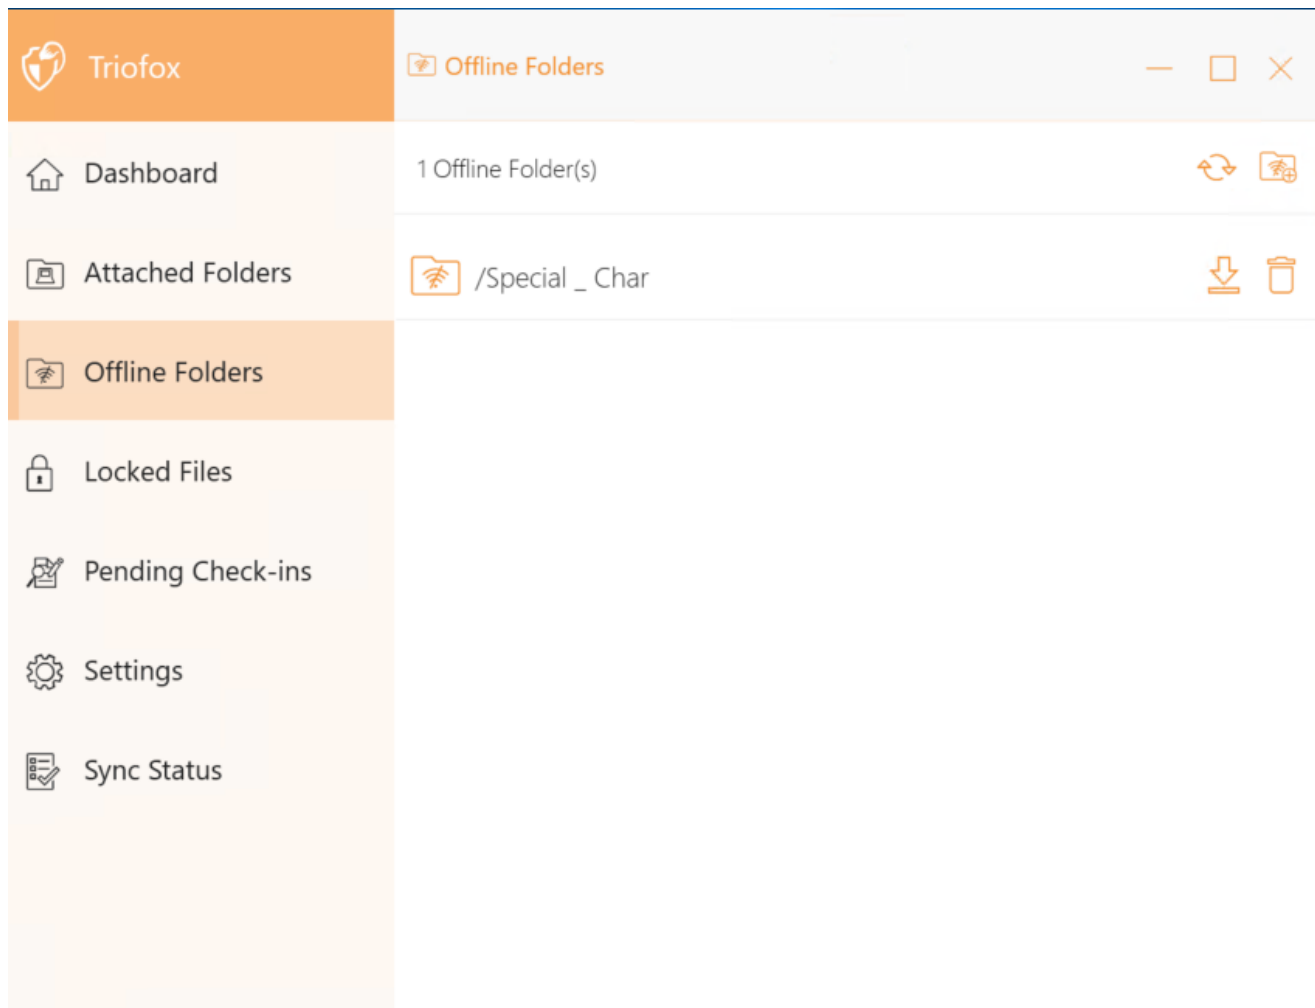 Triofox
Offline Folders
Dashboard
Attached Folders
Offline Folders
Locked Files
Pending Check-ins
Settings
Sync Status
1 Offline Folder(s)
/Special _ Char